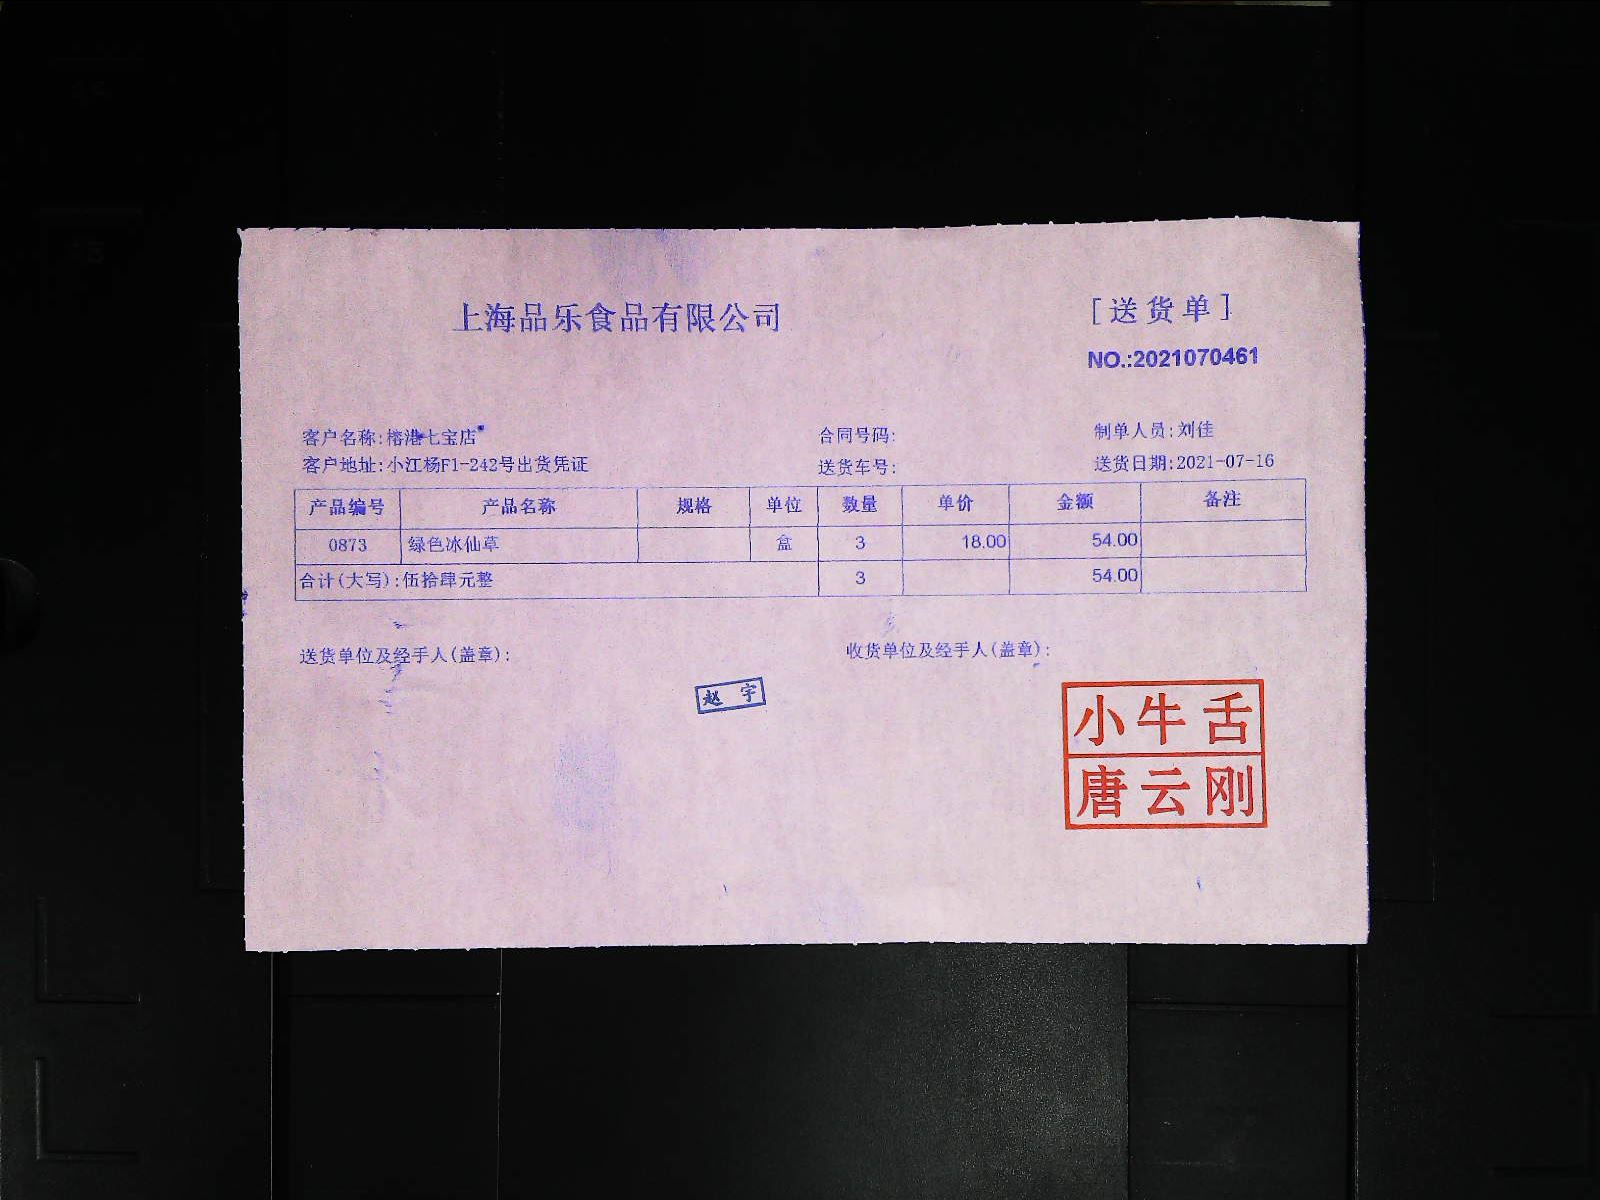 上海品乐食品有限公司
[送货单]
NO.:2021070461
客户名称:榕港七宝店
合同号码:
制单人员:刘佳
客户地址:小江杨F1-242号出货凭证
送货车号:
送货日期:2021-07-16
产品编号 产品名称 规格 单位 数量 单价 金额 备注
0873 绿色冰仙草 盒 3 18.00 54.00
合计(大写):伍拾肆元整 3 54.00
送货单位及经手人(盖章):
收货单位及经手人(盖章):
赵宇
小牛舌
唐云刚